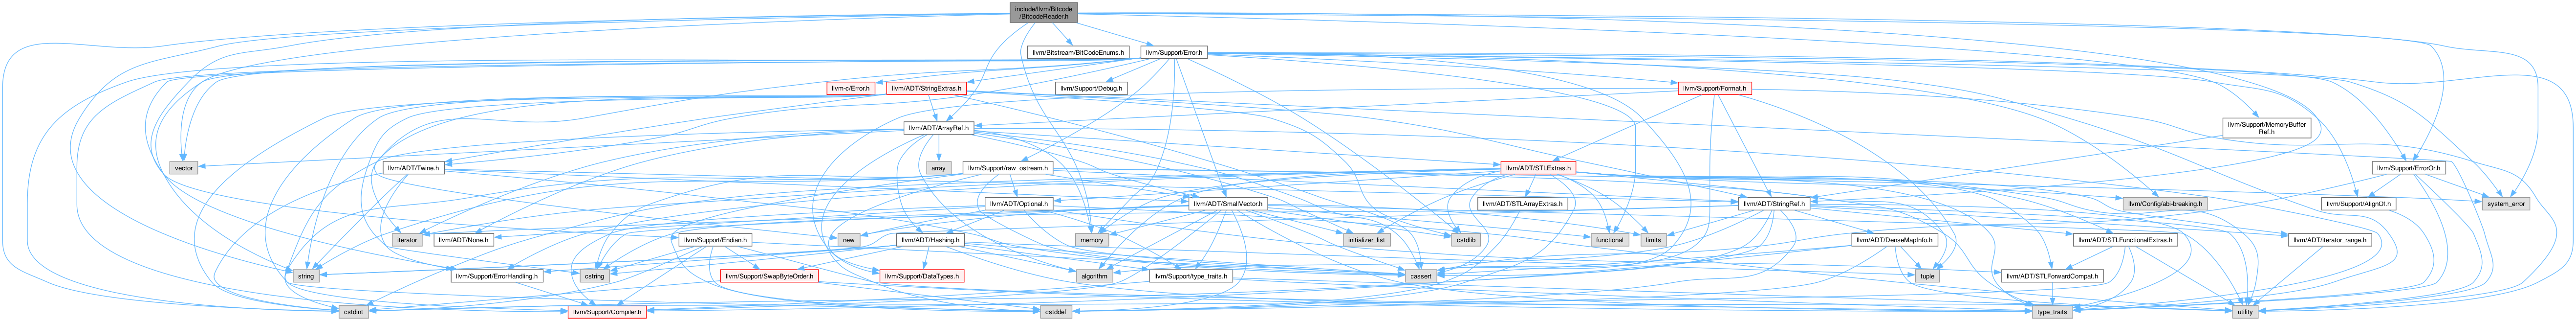 include/llvm/Bitcode
/BitcodeReader.h
llvm/Bitstream/BitCodeEnums.h
llvm/Support/Error.h
llvm-c/Error.h
llvm/ADT/StringExtras.h
llvm/Support/Debug.h
llvm/Support/Format.h
llvm/ADT/ArrayRef.h
llvm/Support/MemoryBuffer
Ref.h
vector
llvm/ADT/Twine.h
array
llvm/Support/raw_ostream.h
llvm/ADT/STLExtras.h
llvm/Support/ErrorOr.h
llvm/ADT/Optional.h
llvm/ADT/SmallVector.h
llvm/ADT/STLArrayExtras.h
llvm/ADT/StringRef.h
llvm/Config/abi-breaking.h
llvm/Support/AlignOf.h
system_error
iterator
llvm/ADT/None.h
llvm/Support/Endian.h
new
llvm/ADT/Hashing.h
memory
initializer_list
cstdlib
functional
limits
llvm/ADT/DenseMapInfo.h
llvm/ADT/STLFunctionalExtras.h
llvm/ADT/iterator_range.h
string
llvm/Support/ErrorHandling.h
cstring
llvm/Support/SwapByteOrder.h
llvm/Support/DataTypes.h
algorithm
llvm/Support/type_traits.h
cassert
tuple
llvm/ADT/STLForwardCompat.h
cstdint
llvm/Support/Compiler.h
cstddef
type_traits
utility